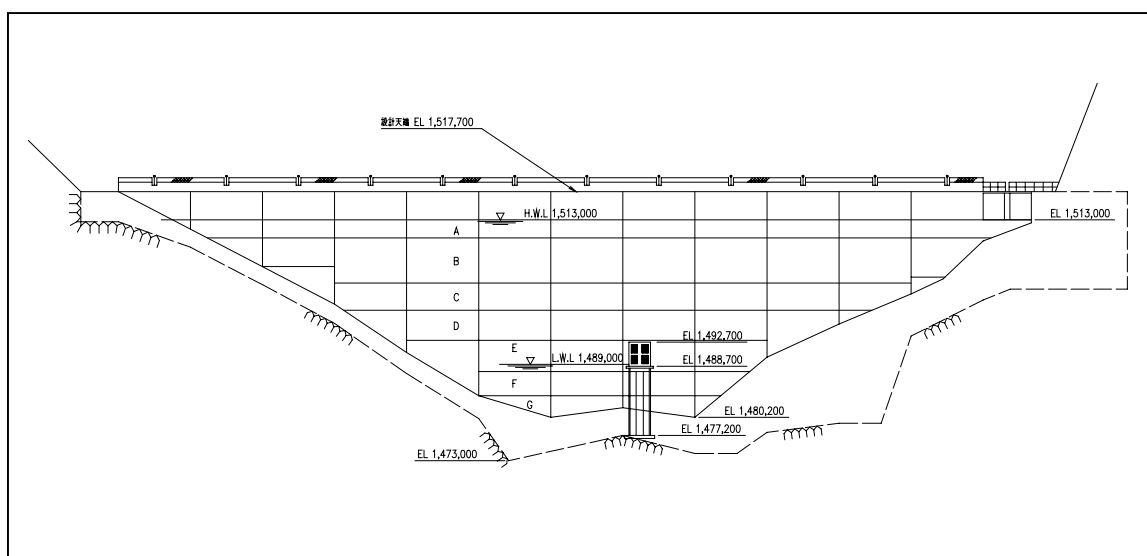 設計天端 EL 1,517,700
H.W.L 1,513,000
EL 1,513,000
A
B
C
D
E
EL 1,492,700
L.W.L 1,489,000
EL 1,488,700
F
G
EL 1,480,200
EL 1,477,200
EL 1,473,000